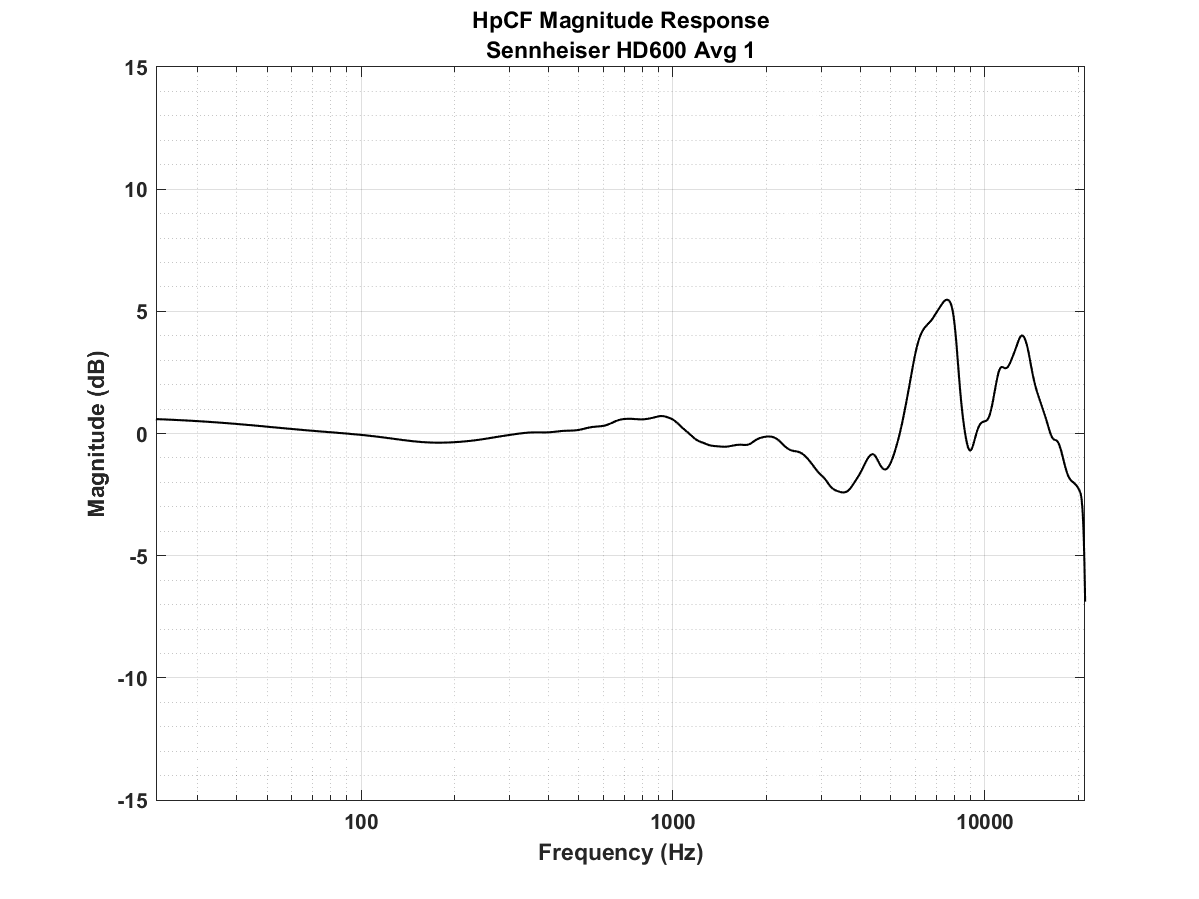 HpCF Magnitude Response
Sennheiser HD600 Avg 1
15
10
5
0
-5
-10
-15
Magnitude (dB)
100
1000
10000
Frequency (Hz)